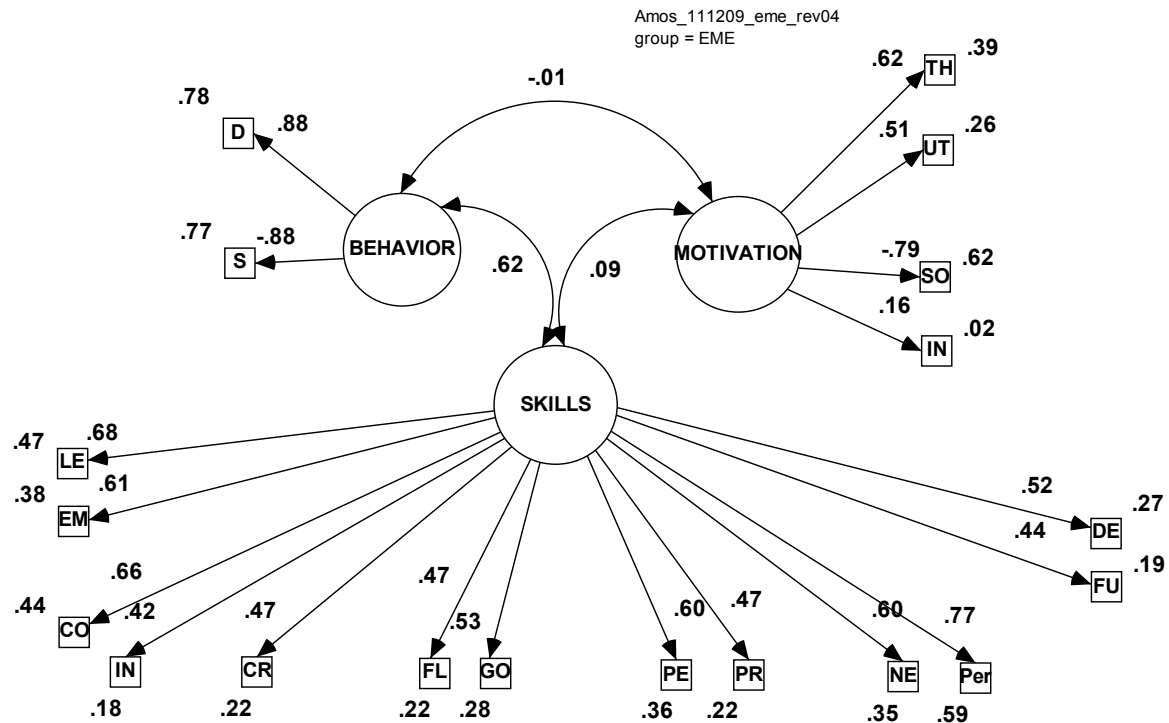 Amos_111209_eme_rev04
group = EME
-.01
.62 TH .39
.78
D .88
.51 UT .26
.77 S -.88
BEHAVIOR
MOTIVATION
.62 .09
-.79 SO .62
.16 IN .02
SKILLS
.47 LE .68
.38 EM .61
.52 DE .27
.44 FU .19
.44 CO .66
.42 .47 .47 .53 .60 .47 .60 .77
IN CR FL GO PE PR NE Per
.18 .22 .22 .28 .36 .22 .35 .59